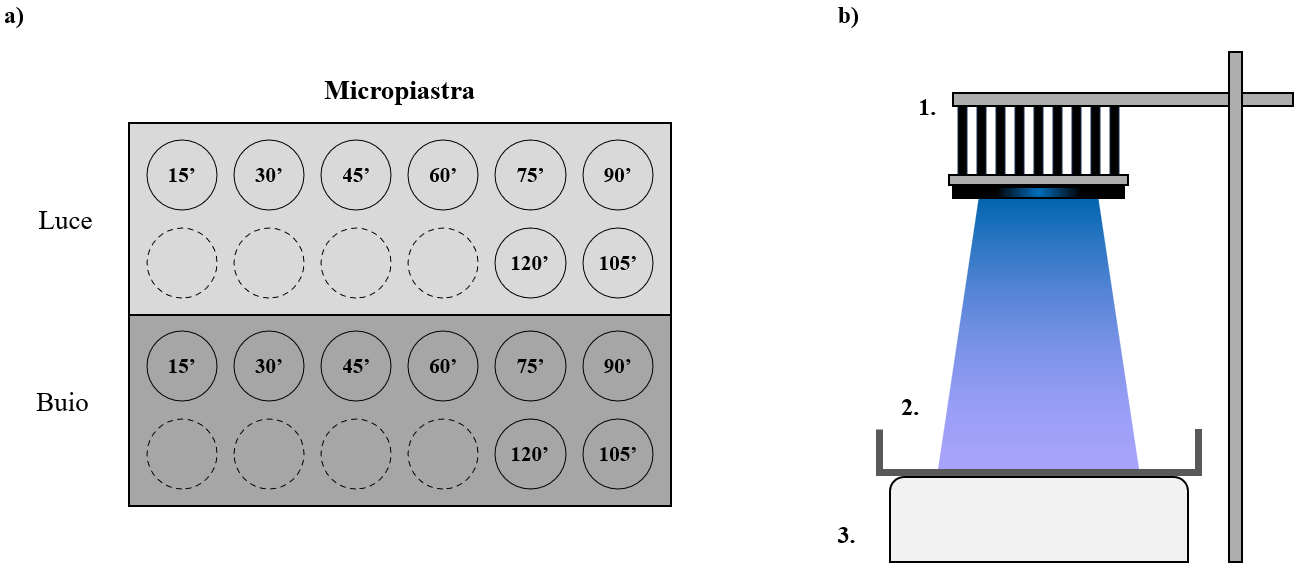 a)
Micropiastra
Luce
15’ 30’ 45’ 60’ 75’ 90’
120’ 105’
Buio
15’ 30’ 45’ 60’ 75’ 90’
120’ 105’
b)
1.
2.
3.